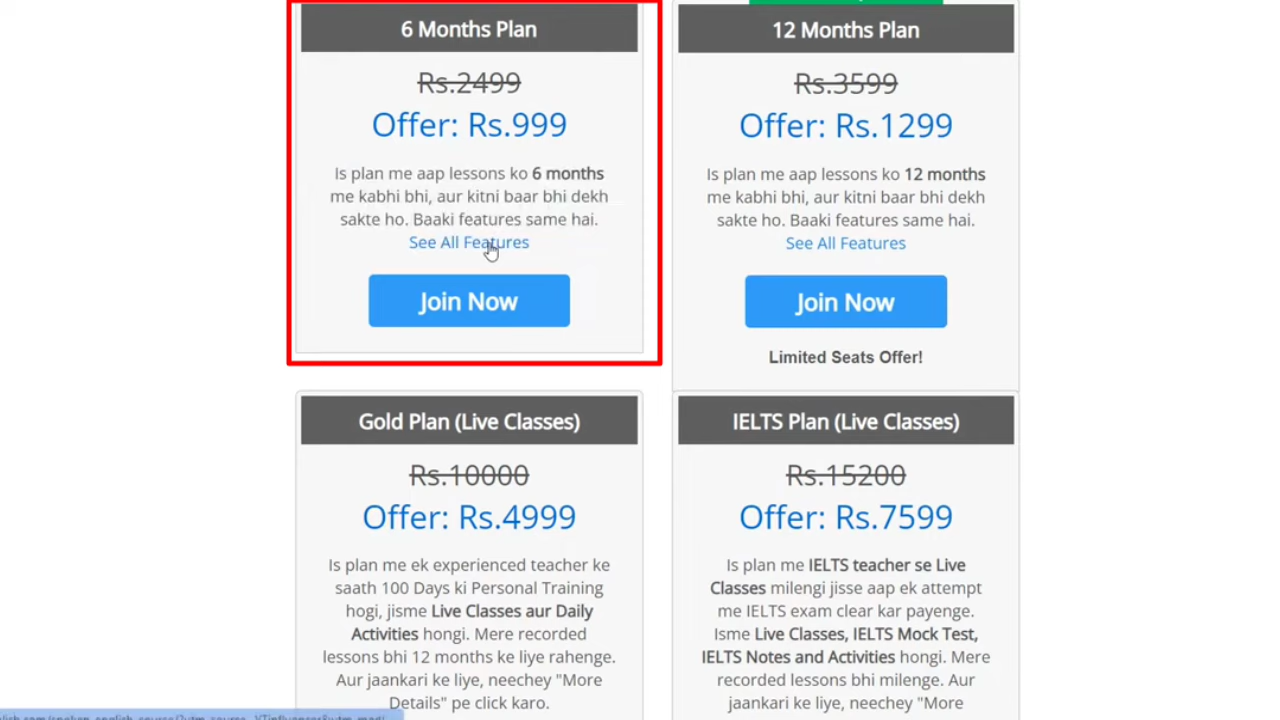 6 Months Plan
Rs.2499
Offer: Rs.999
Is plan me aap lessons ko 6 months
me kabhi bhi, aur kitni baar bhi dekh
sakte ho. Baaki features same hai.
See All Features
Join Now
12 Months Plan
Rs.3599
Offer: Rs.1299
Is plan me aap lessons ko 12 months
me kabhi bhi, aur kitni baar bhi dekh
sakte ho. Baaki features same hai.
See All Features
Join Now
Limited Seats Offer!
Gold Plan (Live Classes)
Rs.10000
Offer: Rs.4999
Is plan me ek experienced teacher ke
saath 100 Days ki Personal Training
hogi, jisme Live Classes aur Daily
Activities hongi. Mere recorded
lessons bhi 12 months ke liye rahenge.
Aur jaankari ke liye, neechey "More
Details" pe click karo.
IELTS Plan (Live Classes)
Rs.15200
Offer: Rs.7599
Is plan me IELTS teacher se Live
Classes milengi jisse aap ek attempt
me IELTS exam clear kar payenge.
Isme Live Classes, IELTS Mock Test,
IELTS Notes and Activities hongi. Mere
recorded lessons bhi milenge. Aur
jaankari ke liye, neechey "More